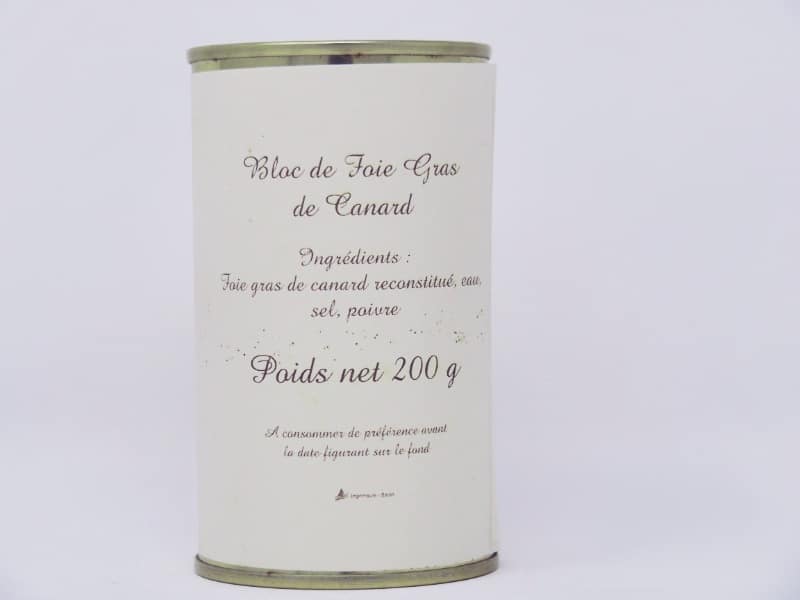 Bloc de Foie Gras
de Canard
Ingrédients :
Foie gras de canard reconstitué, eau,
sel, poivre
Poids net 200 g
A consommer de préférence avant
la date figurant sur le fond